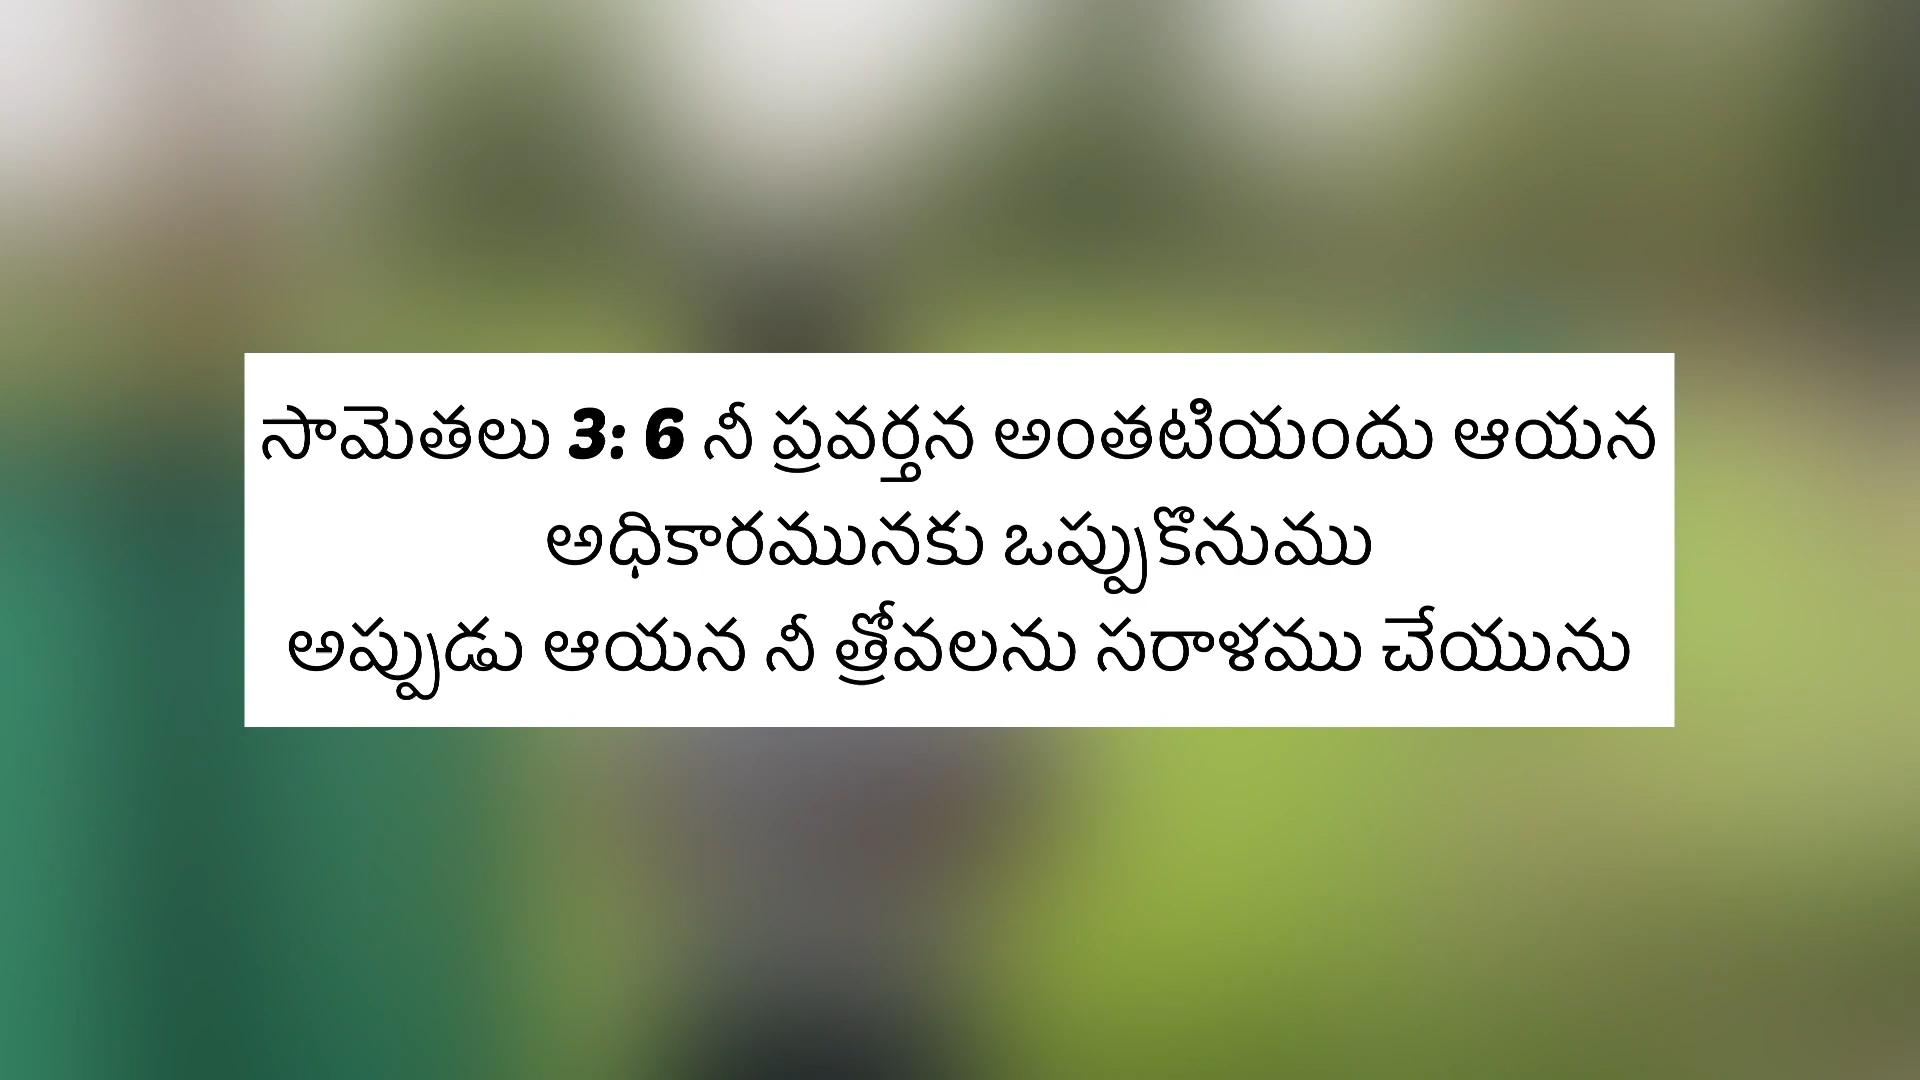 సామెతలు 3: 6 నీ ప్రవర్తన అంతటియందు ఆయన
అధికారమునకు ఒప్పుకొనుము
అప్పుడు ఆయన నీ త్రోవలను సరాళము చేయును